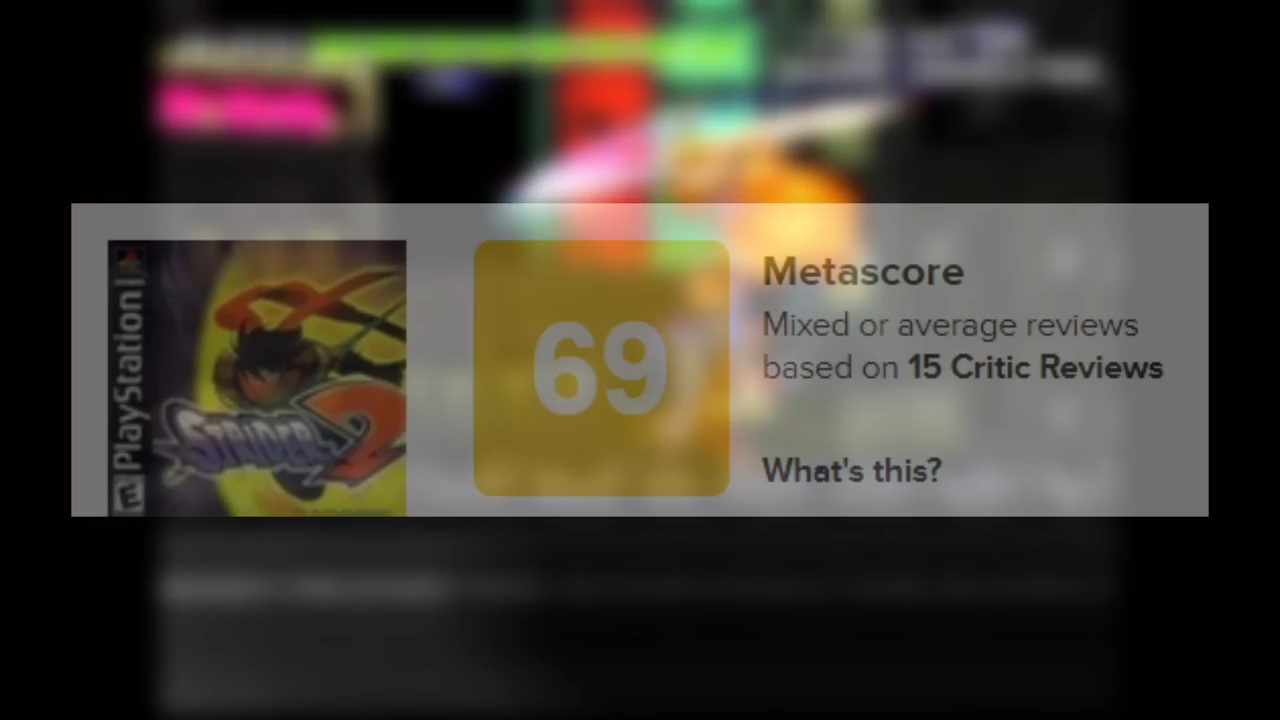 PlayStation
STRIDER 2
M
69
Metascore
Mixed or average reviews
based on 15 Critic Reviews
What's this?